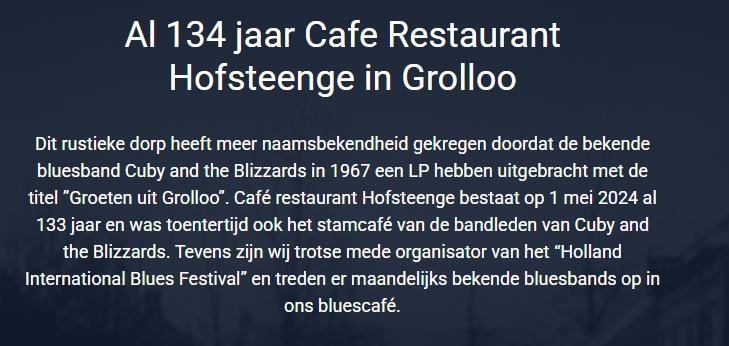 Al 134 jaar Cafe Restaurant
Hofsteenge in Grolloo
Dit rustieke dorp heeft meer naamsbekendheid gekregen doordat de bekende
bluesband Cuby and the Blizzards in 1967 een LP hebben uitgebracht met de
titel ”Groeten uit Grolloo”. Café restaurant Hofsteenge bestaat op 1 mei 2024 al
133 jaar en was toentertijd ook het stamcafé van de bandleden van Cuby and
the Blizzards. Tevens zijn wij trotse mede organisator van het “Holland
International Blues Festival” en treden er maandelijks bekende bluesbands op in
ons bluescafé.